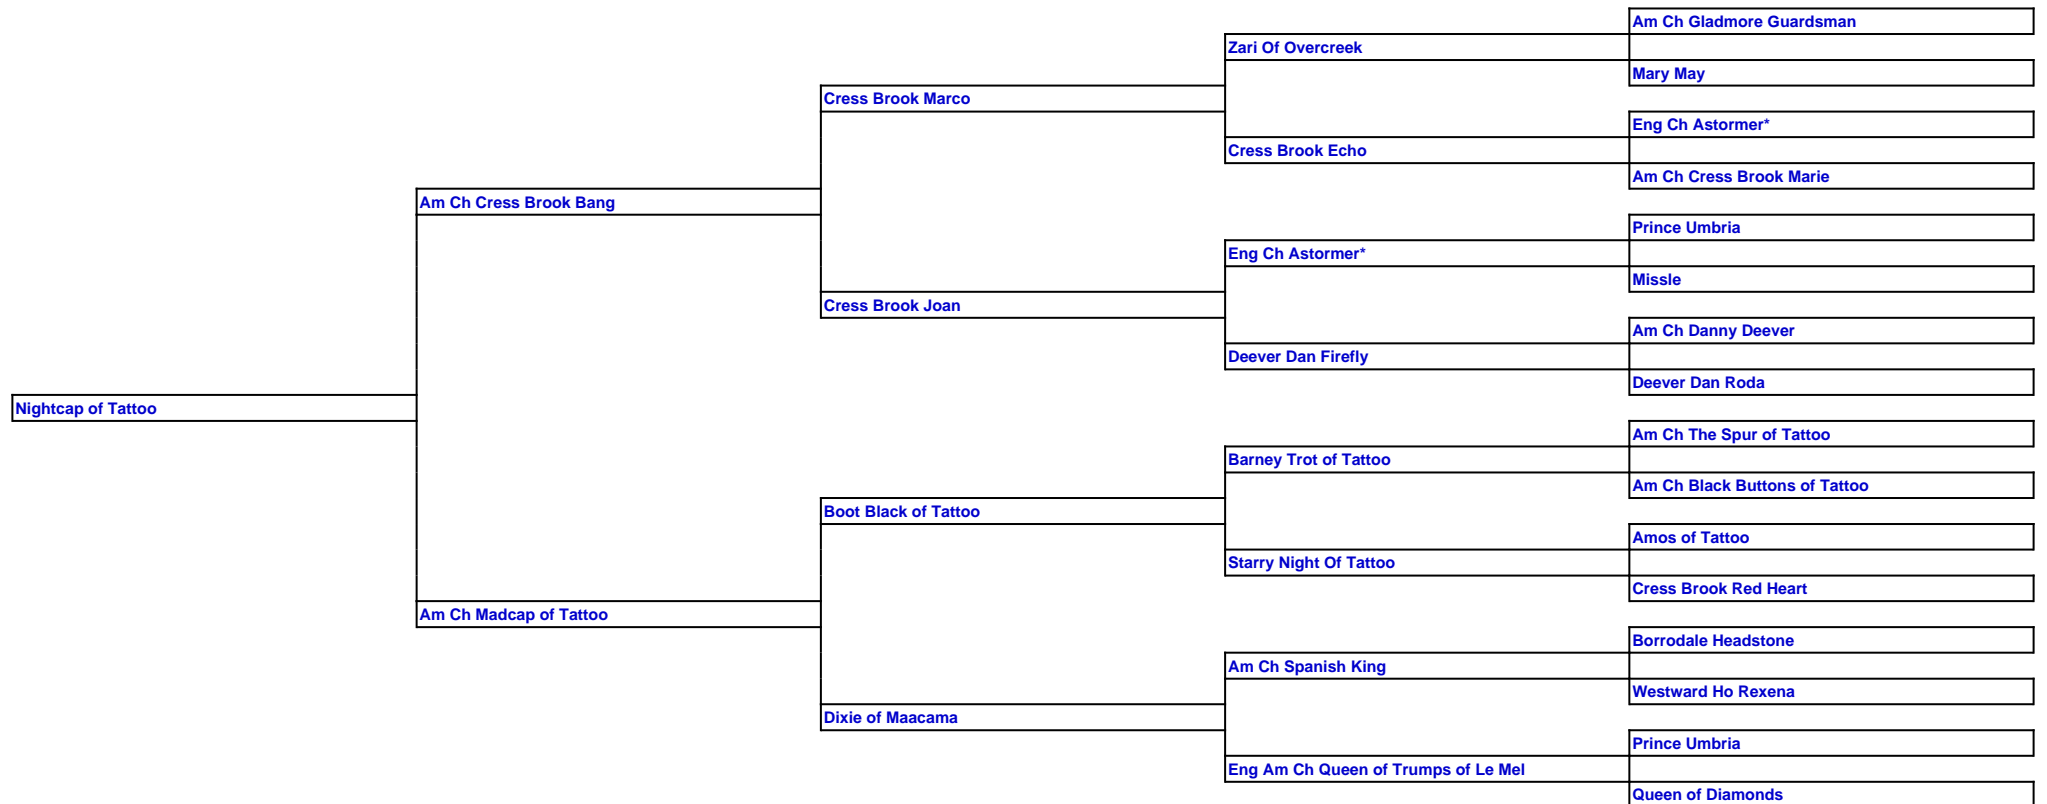 Am Ch Gladmore Guardsman
Zari Of Overcreek
Mary May
Cress Brook Marco
Eng Ch Astormer*
Cress Brook Echo
Am Ch Cress Brook Marie
Am Ch Cress Brook Bang
Prince Umbria
Eng Ch Astormer*
Missle
Cress Brook Joan
Am Ch Danny Deever
Deever Dan Firefly
Deever Dan Roda
Nightcap of Tattoo
Am Ch The Spur of Tattoo
Barney Trot of Tattoo
Am Ch Black Buttons of Tattoo
Boot Black of Tattoo
Amos of Tattoo
Starry Night Of Tattoo
Cress Brook Red Heart
Am Ch Madcap of Tattoo
Borrodale Headstone
Am Ch Spanish King
Westward Ho Rexena
Dixie of Maacama
Prince Umbria
Eng Am Ch Queen of Trumps of Le Mel
Queen of Diamonds